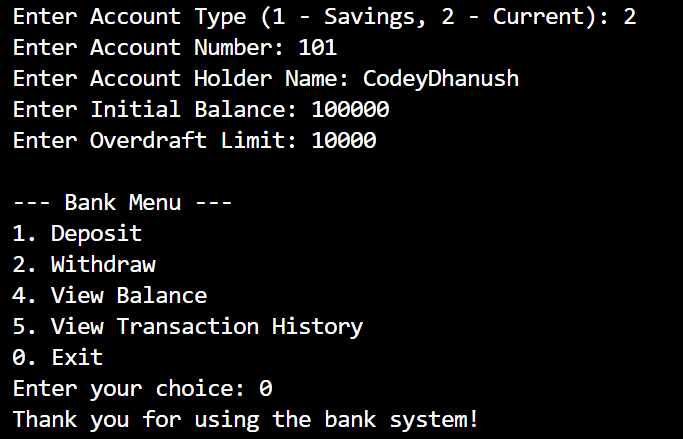 Enter Account Type (1 - Savings, 2 - Current): 2
Enter Account Number: 101
Enter Account Holder Name: CodeyDhanush
Enter Initial Balance: 100000
Enter Overdraft Limit: 10000

--- Bank Menu ---
1. Deposit
2. Withdraw
4. View Balance
5. View Transaction History
0. Exit
Enter your choice: 0
Thank you for using the bank system!